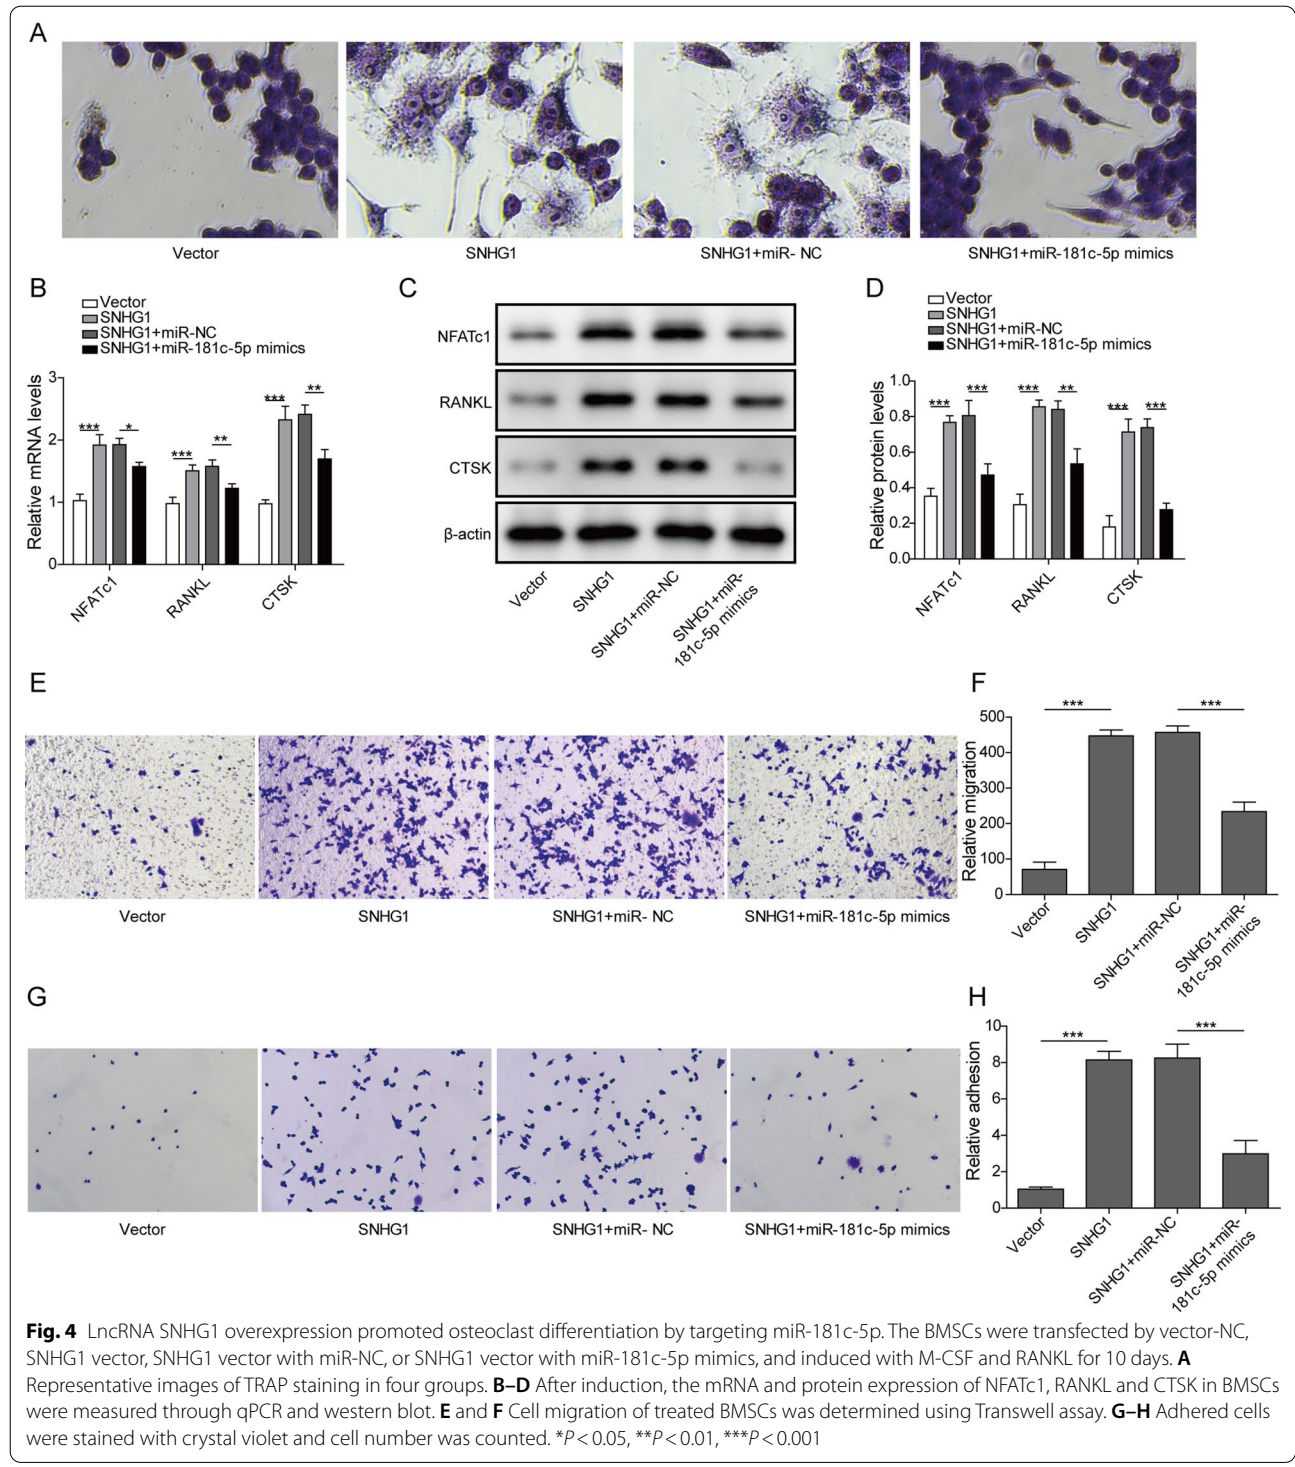 A
Vector
SNHG1
SNHG1+miR- NC
SNHG1+miR-181c-5p mimics
B
Vector
SNHG1
SNHG1+miR-NC
SNHG1+miR-181c-5p mimics
Relative mRNA levels
3
2
1
0
***
*
***
**
***
**
NFATc1
RANKL
CTSK
C
NFATc1
RANKL
CTSK
β-actin
Vector
SNHG1
SNHG1+miR-NC
SNHG1+miR-
181c-5p mimics
D
Vector
SNHG1
SNHG1+miR-NC
SNHG1+miR-181c-5p mimics
Relative protein levels
1.0
0.8
0.6
0.4
0.2
0.0
***
***
***
**
***
***
NFATc1
RANKL
CTSK
E
Vector
SNHG1
SNHG1+miR- NC
SNHG1+miR-181c-5p mimics
F
Relative migration
500
400
300
200
100
0
***
***
Vector
SNHG1
SNHG1+miR-NC
SNHG1+miR-
181c-5p mimics
G
Vector
SNHG1
SNHG1+miR- NC
SNHG1+miR-181c-5p mimics
H
Relative adhesion
10
8
6
4
2
0
***
***
Vector
SNHG1
SNHG1+miR-NC
SNHG1+miR-
181c-5p mimics
Fig. 4 LncRNA SNHG1 overexpression promoted osteoclast differentiation by targeting miR-181c-5p. The BMSCs were transfected by vector-NC,
SNHG1 vector, SNHG1 vector with miR-NC, or SNHG1 vector with miR-181c-5p mimics, and induced with M-CSF and RANKL for 10 days. A
Representative images of TRAP staining in four groups. B–D After induction, the mRNA and protein expression of NFATc1, RANKL and CTSK in BMSCs
were measured through qPCR and western blot. E and F Cell migration of treated BMSCs was determined using Transwell assay. G–H Adhered cells
were stained with crystal violet and cell number was counted. *P < 0.05, **P < 0.01, ***P < 0.001